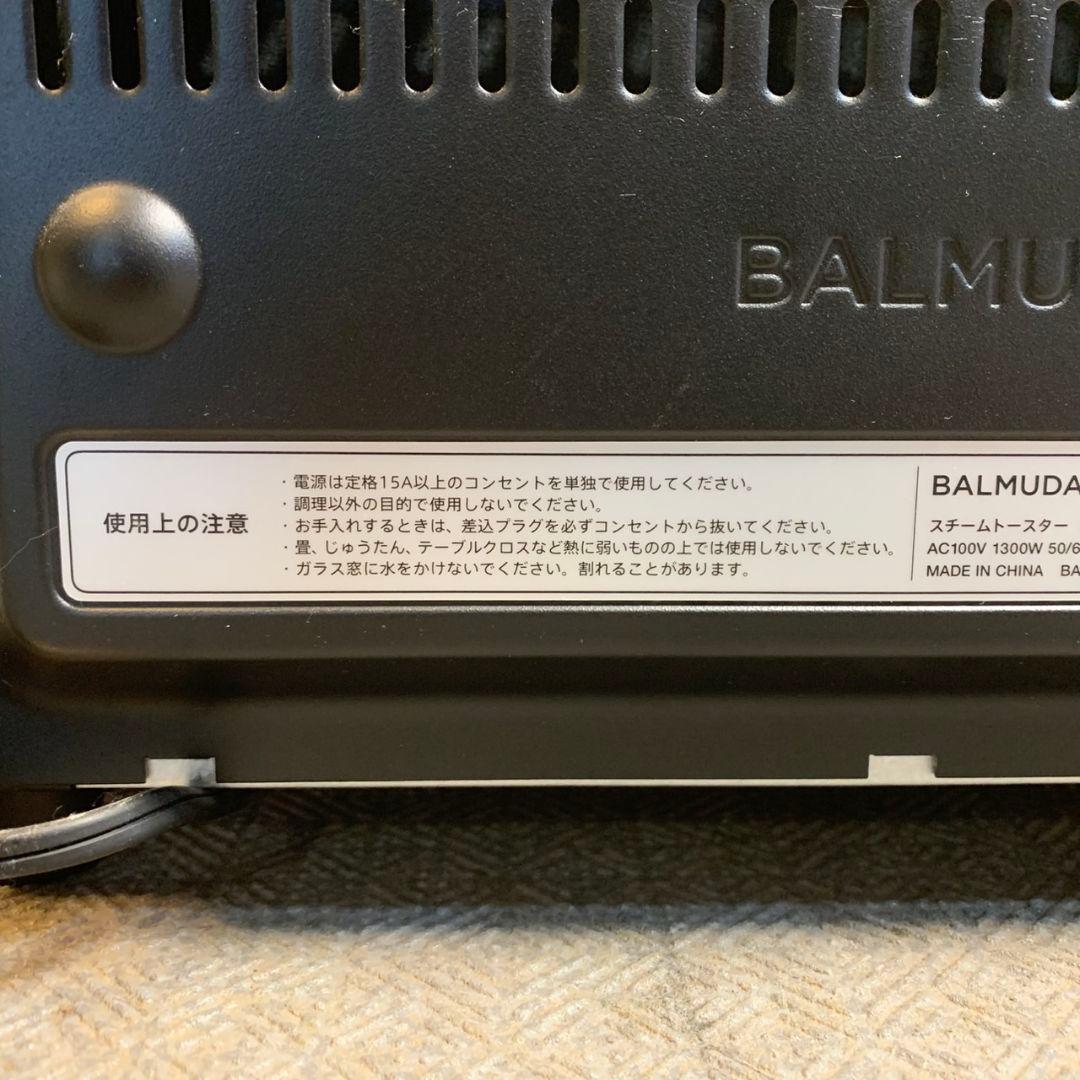 BALMU
使用上の注意
・電源は定格15A以上のコンセントを単独で使用してください。
・調理以外の目的で使用しないでください。
・お手入れするときは、差込プラグを必ずコンセントから抜いてください。
・畳、じゅうたん、テーブルクロスなど熱に弱いものの上では使用しないでください。
・ガラス窓に水をかけないでください。割れることがあります。
BALMUDA
スチームトースター
AC100V 1300W 50/6
MADE IN CHINA BA